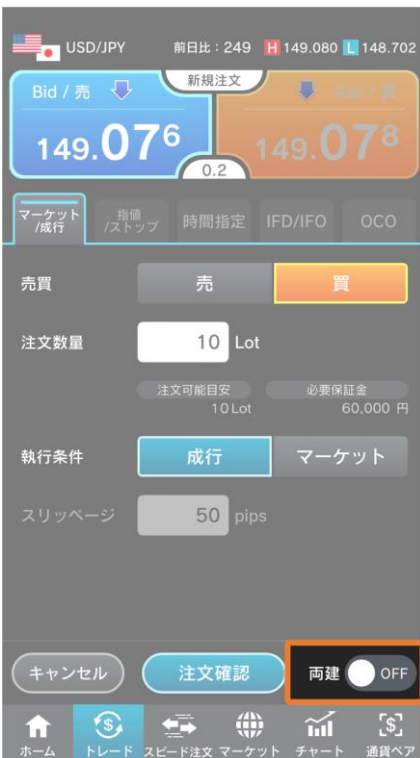 USD/JPY 前日比：249 H 149.080 L 148.702
Bid / 売 新規注文 Ask / 買
149.076 149.078
0.2
マーケット/成行 指値/ストップ 時間指定 IFD/IFO OCO
売買 売 買
注文数量 10 Lot
注文可能目安 必要保証金
10 Lot 60,000 円
執行条件 成行 マーケット
スリッページ 50 pips
キャンセル 注文確認 両建 OFF
ホーム トレード スピード注文 マーケット チャート 通貨ペア